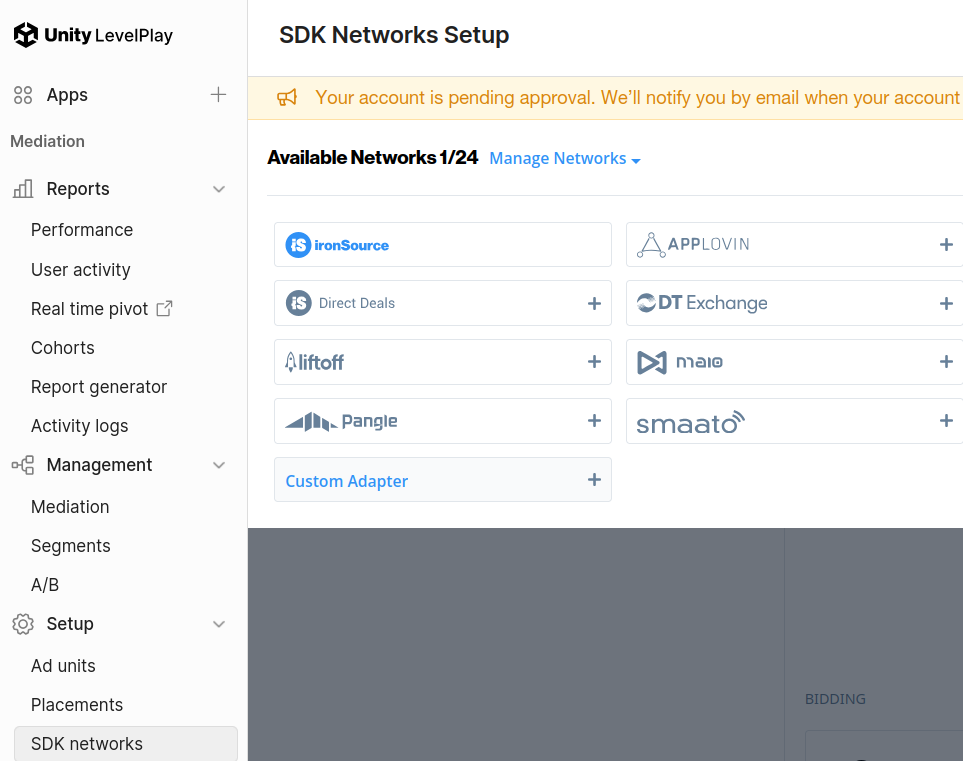 Unity LevelPlay
Apps
Mediation
Reports
Performance
User activity
Real time pivot
Cohorts
Report generator
Activity logs
Management
Mediation
Segments
A/B
Setup
Ad units
Placements
SDK networks
SDK Networks Setup
Your account is pending approval. We’ll notify you by email when your account
Available Networks 1/24 Manage Networks
iS ironSource
APPLOVIN
iS Direct Deals
DT Exchange
liftoff
maio
Pangle
smaato
Custom Adapter
BIDDING